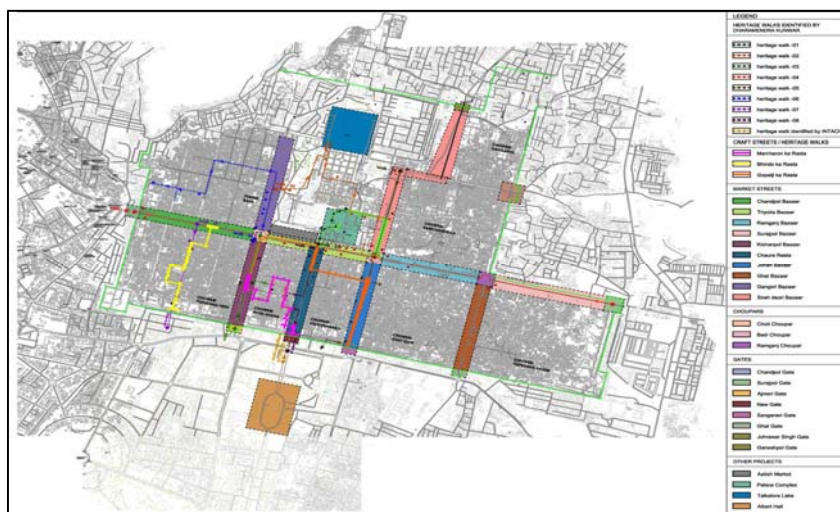 LEGEND
HERITAGE WALKS IDENTIFIED BY
DHARAMENDRA KUNWAR
heritage walk -01
heritage walk -02
heritage walk -03
heritage walk -04
heritage walk -05
heritage walk -06
heritage walk -07
heritage walk -08
heritage walk identified by INTACH
CRAFT STREETS / HERITAGE WALKS
Maniharon ka Rasta
Bhindo ka Rasta
Gopalji ka Rasta
MARKET STREETS
Chandpol Bazaar
Tripolia Bazaar
Ramganj Bazaar
Surajpol Bazaar
Kishanpol Bazaar
Chaura Rasta
Johari Bazaar
Ghat Bazaar
Gangori Bazaar
Sireh deori Bazaar
CHOUPARS
Choti Choupar
Badi Choupar
Ramganj Choupar
GATES
Chandpol Gate
Surajpol Gate
Ajmeri Gate
New Gate
Sanganeri Gate
Ghat Gate
Johrawar Singh Gate
Ganeshpol Gate
OTHER PROJECTS
Aatish Market
Palace Complex
Talkatora Lake
Albert Hall